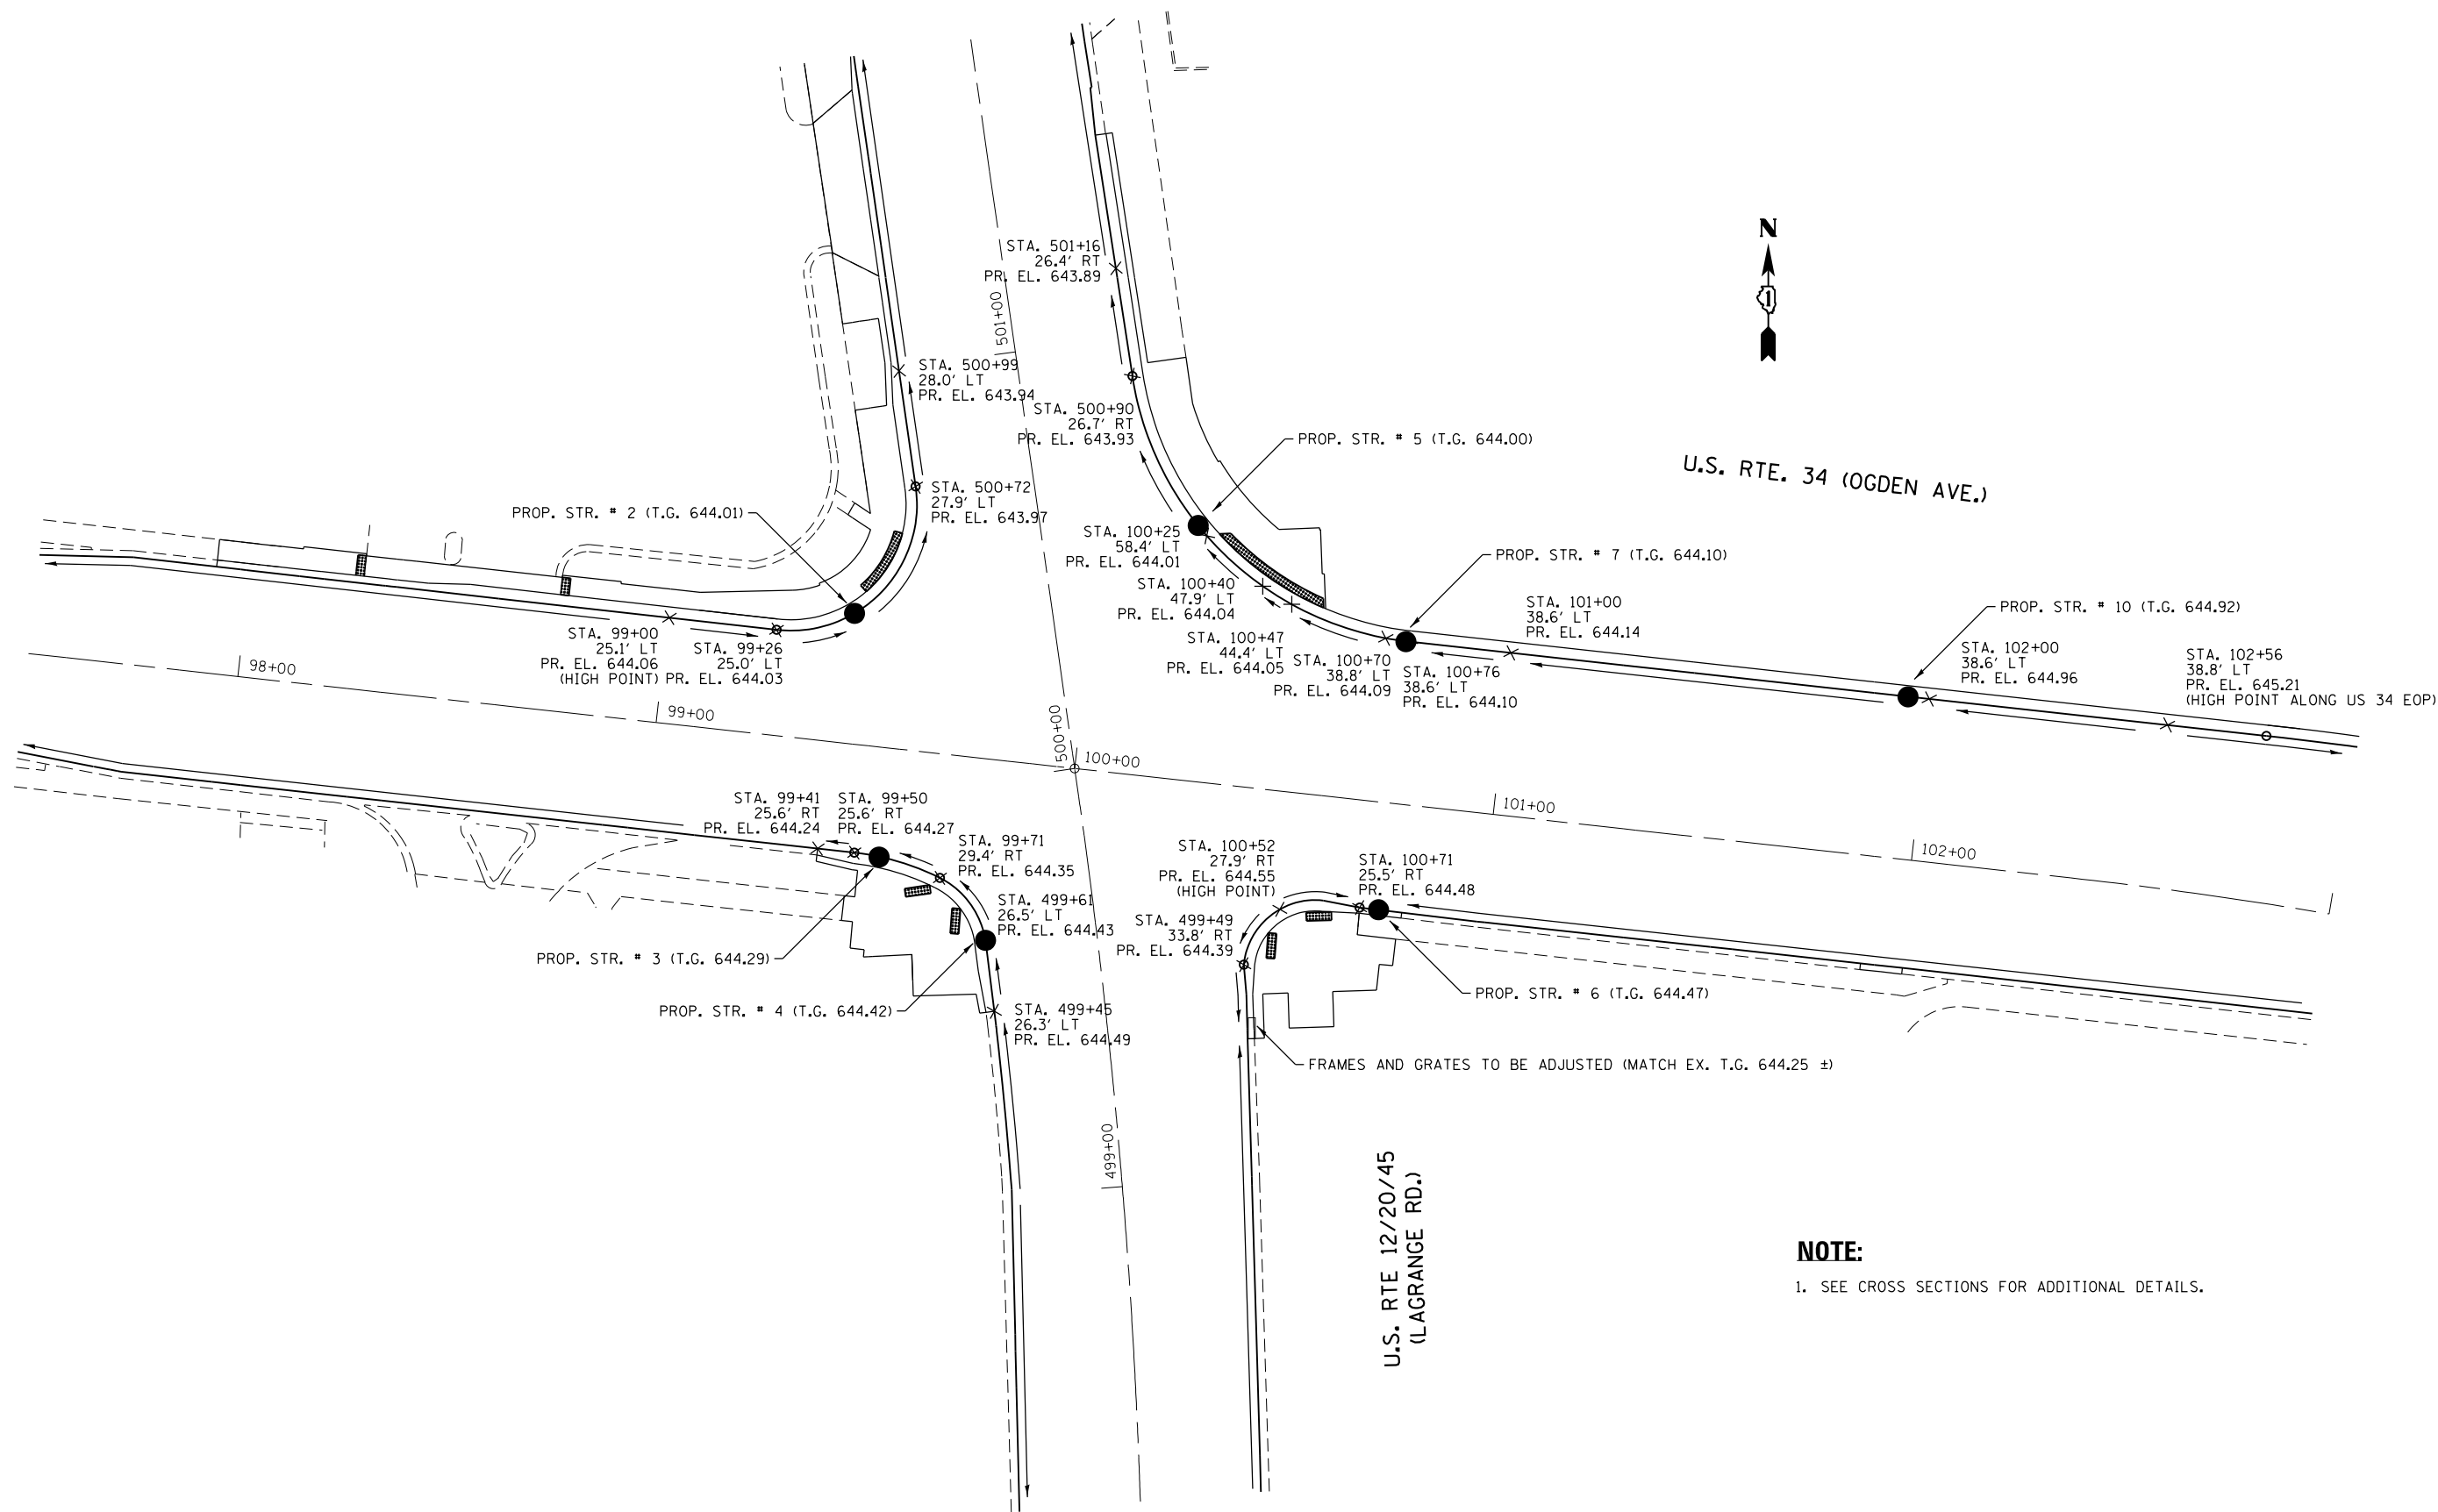 N
1
STA. 501+16
26.4' RT
PR. EL. 643.89
501+00
STA. 500+99
28.0' LT
PR. EL. 643.94
STA. 500+90
26.7' RT
PR. EL. 643.93
PROP. STR. # 5 (T.G. 644.00)
U.S. RTE. 34 (OGDEN AVE.)
STA. 500+72
27.9' LT
PR. EL. 643.97
PROP. STR. # 2 (T.G. 644.01)
STA. 100+25
58.4' LT
PR. EL. 644.01
PROP. STR. # 7 (T.G. 644.10)
STA. 100+40
47.9' LT
PR. EL. 644.04
STA. 101+00
38.6' LT
PR. EL. 644.14
PROP. STR. # 10 (T.G. 644.92)
STA. 99+00
25.1' LT
PR. EL. 644.06
(HIGH POINT)
STA. 99+26
25.0' LT
PR. EL. 644.03
STA. 100+47
44.4' LT
PR. EL. 644.05
STA. 100+70
38.8' LT
PR. EL. 644.09
STA. 100+76
38.6' LT
PR. EL. 644.10
STA. 102+00
38.6' LT
PR. EL. 644.96
STA. 102+56
38.8' LT
PR. EL. 645.21
(HIGH POINT ALONG US 34 EOP)
98+00
99+00
500+00
100+00
101+00
102+00
STA. 99+41
25.6' RT
PR. EL. 644.24
STA. 99+50
25.6' RT
PR. EL. 644.27
STA. 99+71
29.4' RT
PR. EL. 644.35
STA. 100+52
27.9' RT
PR. EL. 644.55
(HIGH POINT)
STA. 100+71
25.5' RT
PR. EL. 644.48
STA. 499+61
26.5' LT
PR. EL. 644.43
STA. 499+49
33.8' RT
PR. EL. 644.39
PROP. STR. # 3 (T.G. 644.29)
PROP. STR. # 6 (T.G. 644.47)
PROP. STR. # 4 (T.G. 644.42)
STA. 499+45
26.3' LT
PR. EL. 644.49
FRAMES AND GRATES TO BE ADJUSTED (MATCH EX. T.G. 644.25 ±)
499+00
U.S. RTE 12/20/45
(LAGRANGE RD.)
NOTE:
1. SEE CROSS SECTIONS FOR ADDITIONAL DETAILS.